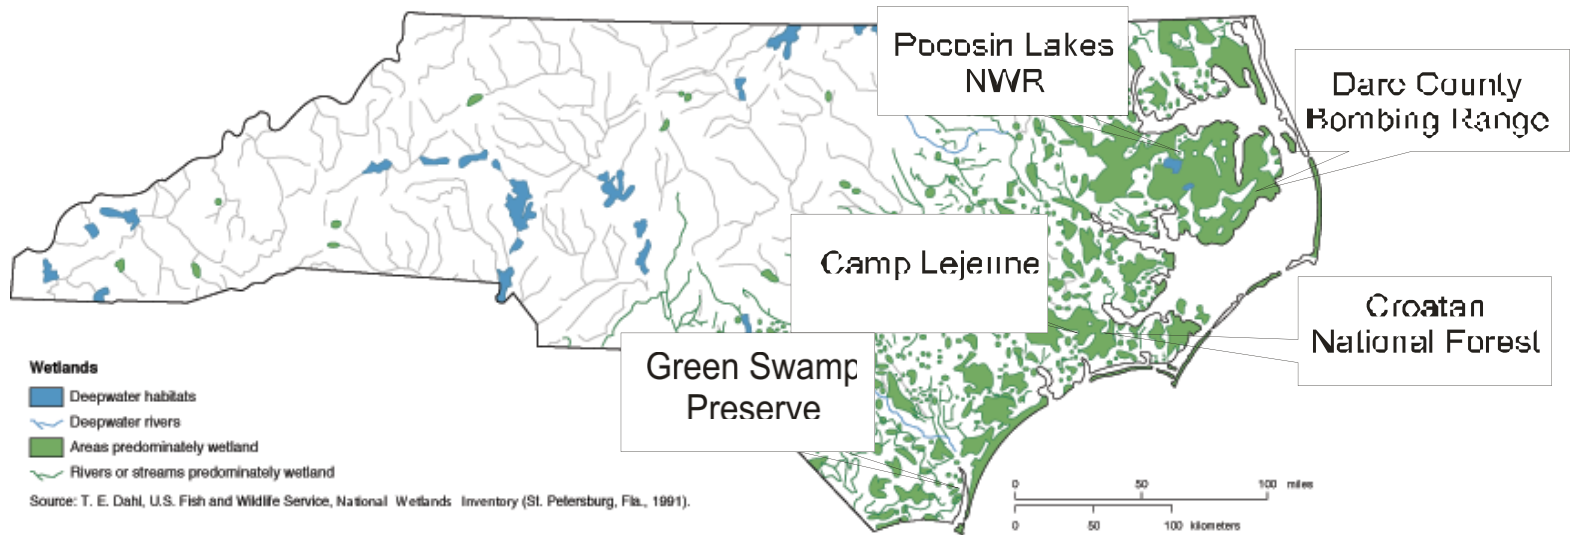 Pocosin Lakes
NWR
Dare County
Bombing Range
Camp Lejeune
Croatan
National Forest
Green Swamp
Preserve
Wetlands
Deepwater habitats
Deepwater rivers
Areas predominately wetland
Rivers or streams predominately wetland
Source: T. E. Dahl, U.S. Fish and Wildlife Service, National Wetlands Inventory (St. Petersburg, Fla., 1991).
0 50 100 miles
0 50 100 kilometers